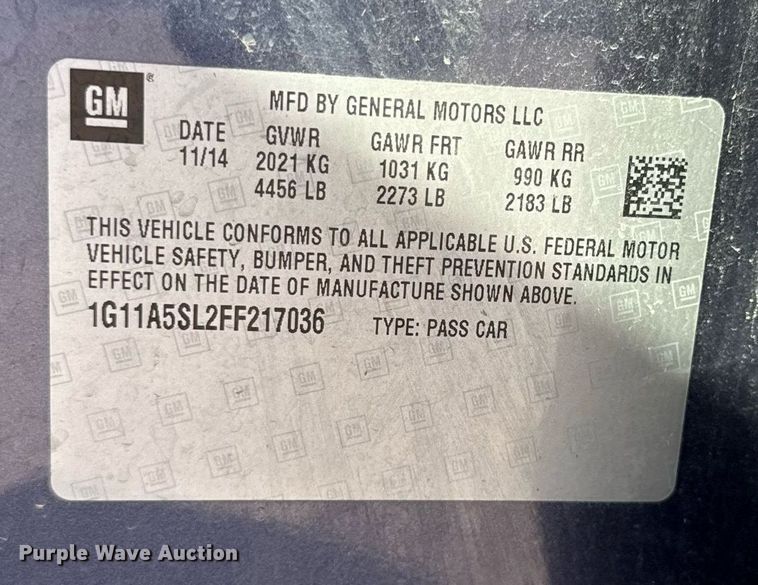 GM
MFD BY GENERAL MOTORS LLC
DATE GVWR GAWR FRT GAWR RR
11/14 2021 KG 1031 KG 990 KG
4456 LB 2273 LB 2183 LB
THIS VEHICLE CONFORMS TO ALL APPLICABLE U.S. FEDERAL MOTOR
VEHICLE SAFETY, BUMPER, AND THEFT PREVENTION STANDARDS IN
EFFECT ON THE DATE OF MANUFACTURE SHOWN ABOVE.
1G11A5SL2FF217036 TYPE: PASS CAR
Purple Wave Auction